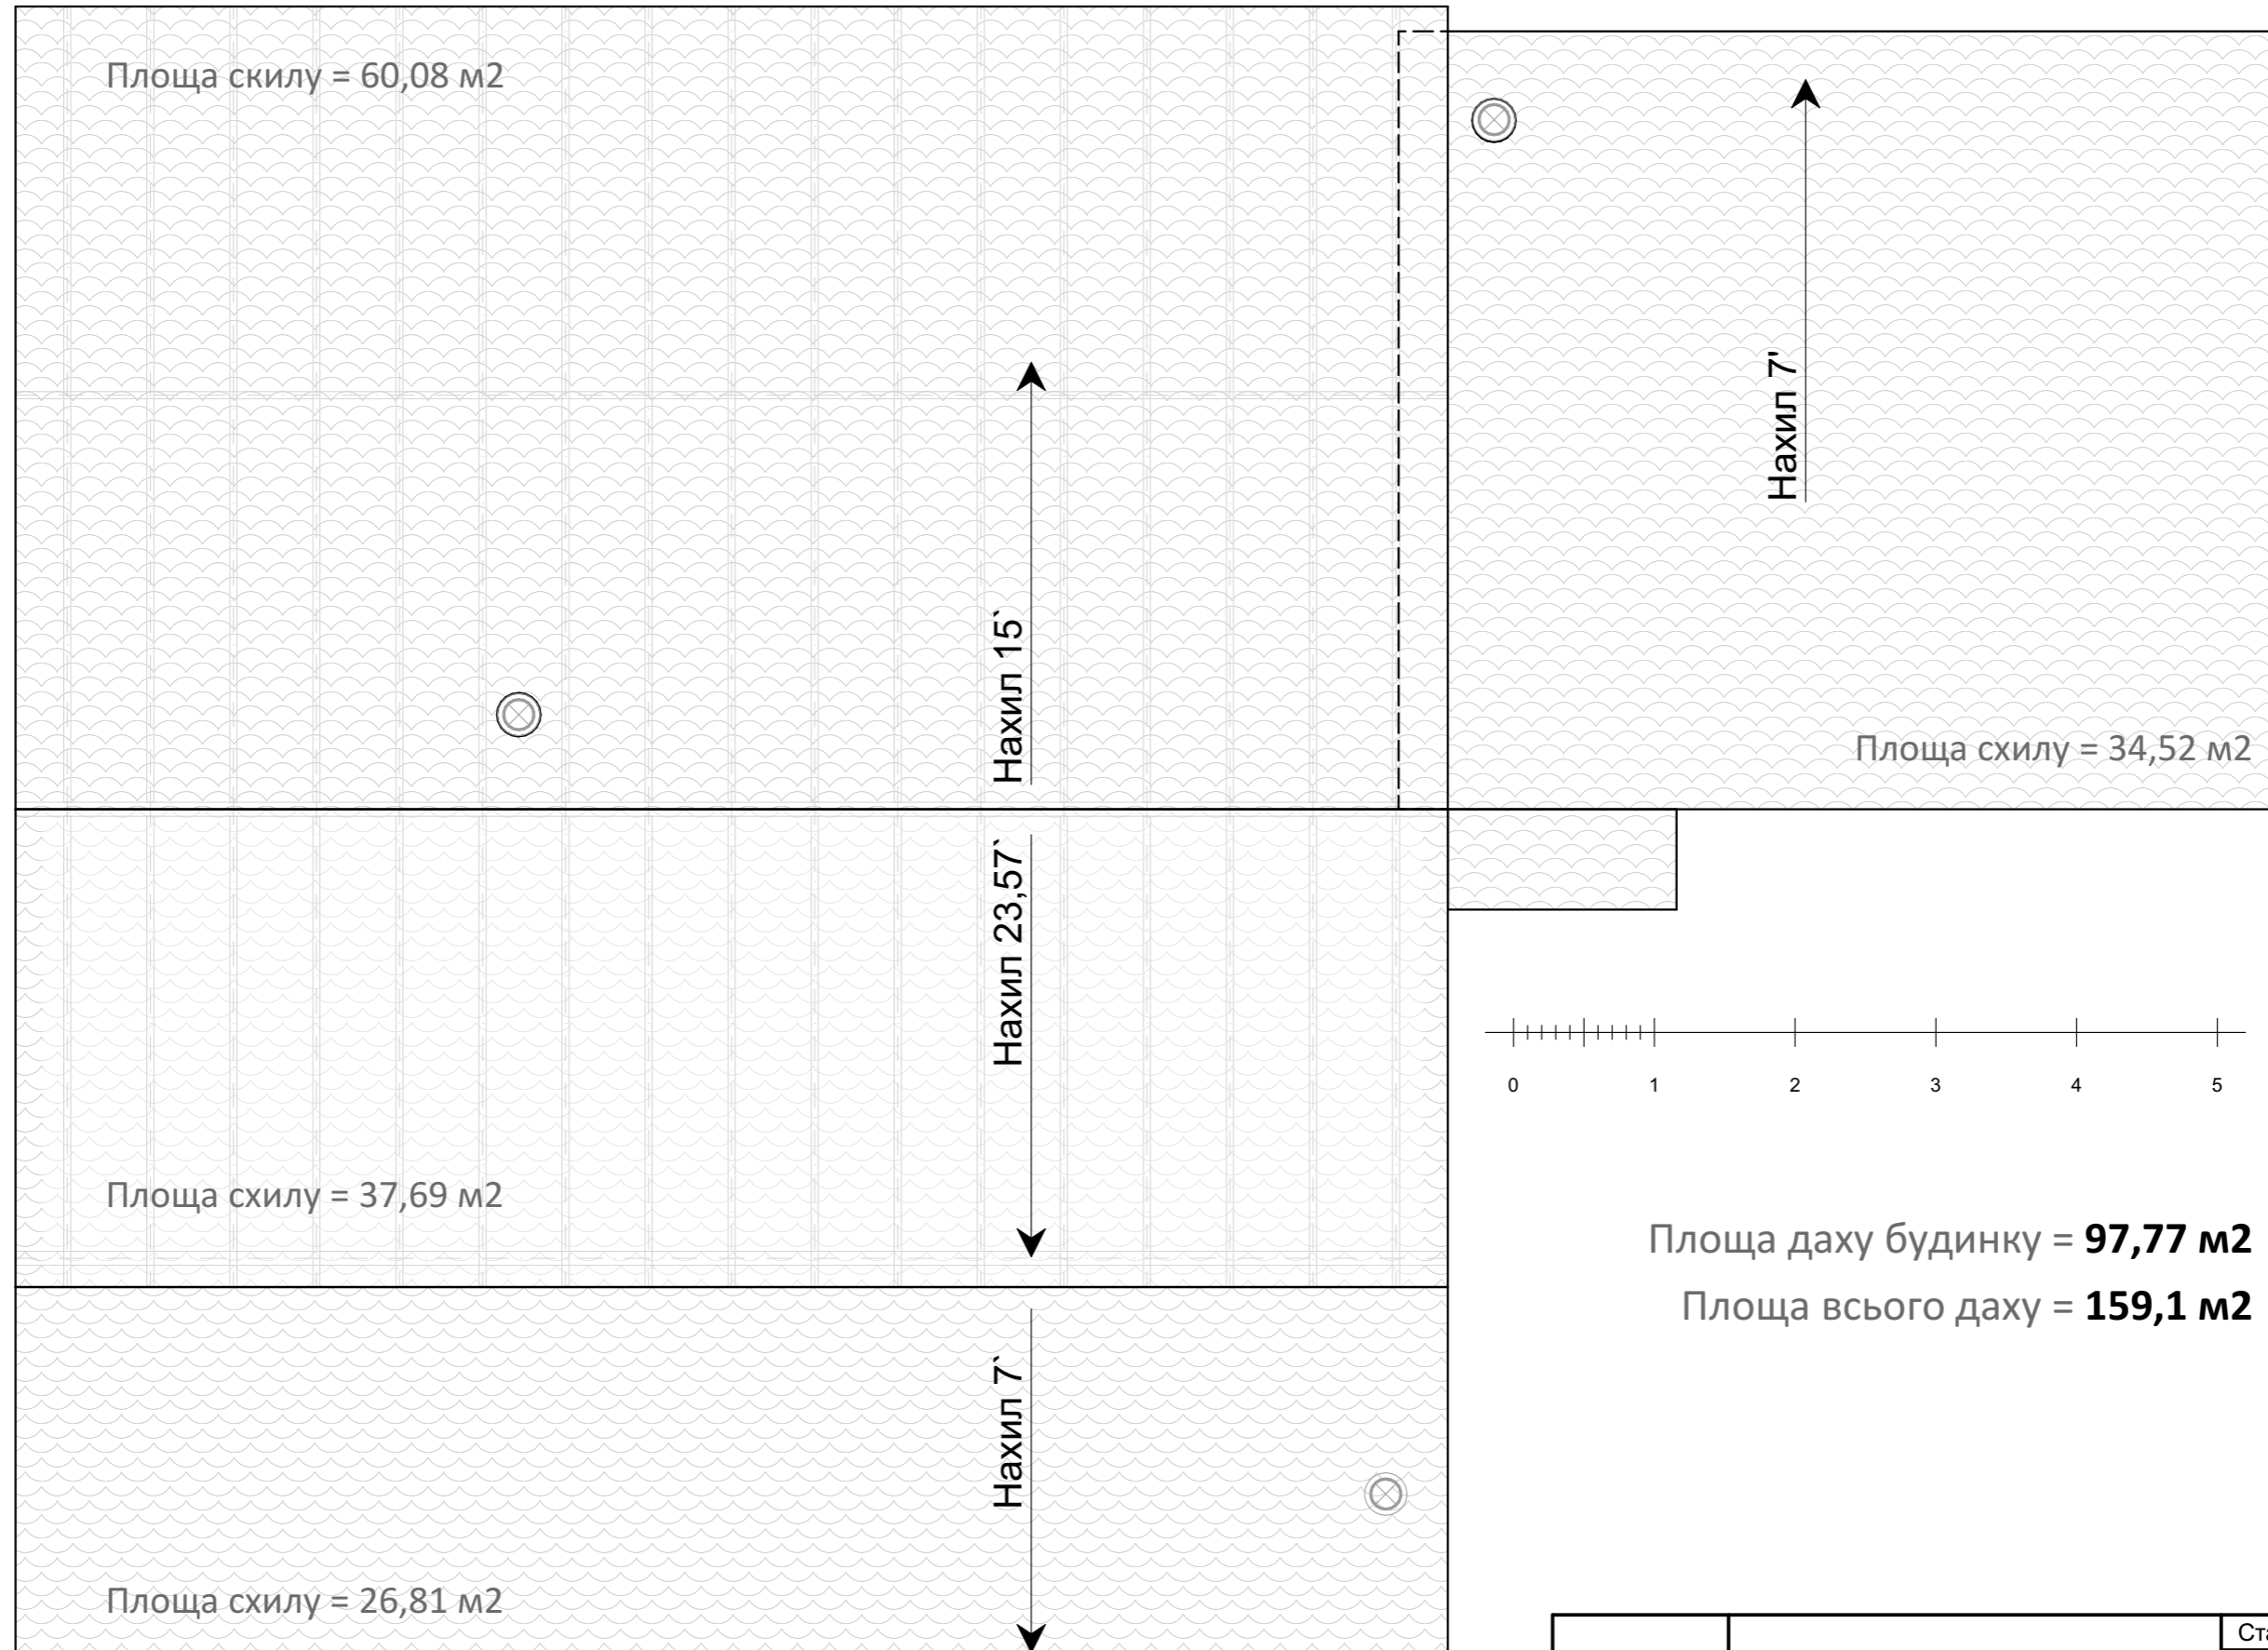 Площа скилу = 60,08 м2
Нахил 7'
Нахил 15`
Площа схилу = 34,52 м2
Нахил 23,57`
0 1 2 3 4 5
Площа схилу = 37,69 м2
Площа даху будинку = 97,77 м2
Площа всього даху = 159,1 м2
Нахил 7`
Площа схилу = 26,81 м2